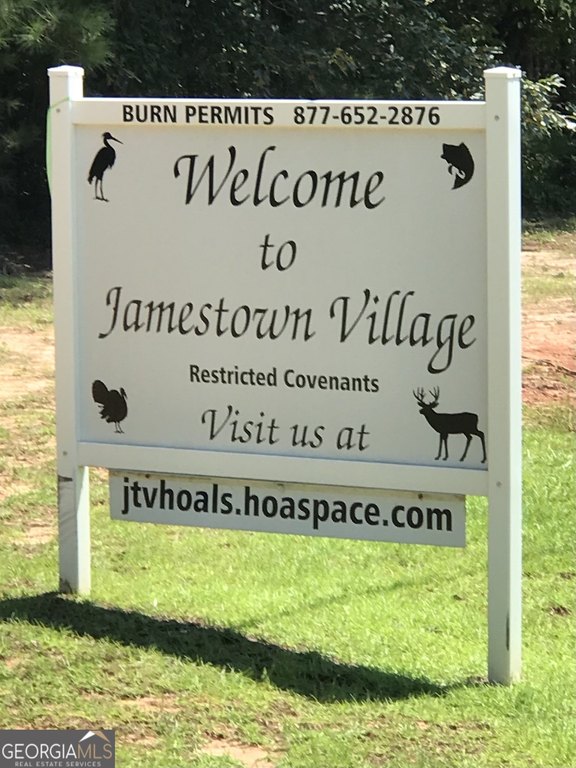 BURN PERMITS 877-652-2876
Welcome
to
Jamestown Village
Restricted Covenants
Visit us at
jtvhoals.hoaspace.com
GEORGIAMLS
REAL ESTATE SERVICES